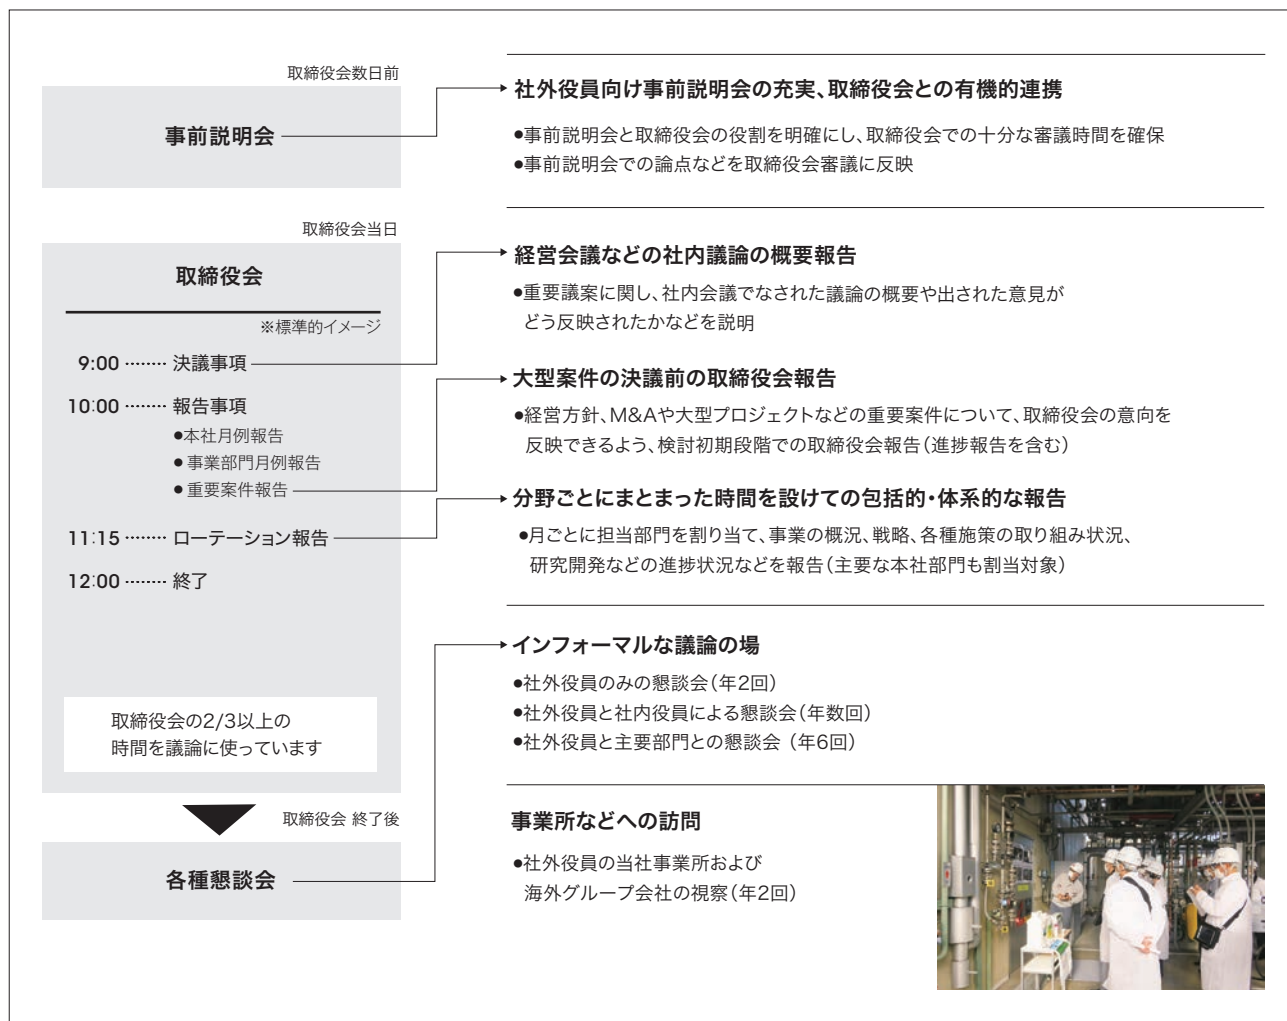 取締役会数日前
事前説明会
社外役員向け事前説明会の充実、取締役会との有機的連携
●事前説明会と取締役会の役割を明確にし、取締役会での十分な審議時間を確保
●事前説明会での論点などを取締役会審議に反映
取締役会当日
取締役会
※標準的イメージ
9:00 ········ 決議事項
10:00 ········ 報告事項
●本社月例報告
●事業部門月例報告
●重要案件報告
11:15 ········ ローテーション報告
12:00 ········ 終了
取締役会の2/3以上の
時間を議論に使っています
経営会議などの社内議論の概要報告
●重要議案に関し、社内会議でなされた議論の概要や出された意見が
どう反映されたかなどを説明
大型案件の決議前の取締役会報告
●経営方針、M&Aや大型プロジェクトなどの重要案件について、取締役会の意向を
反映できるよう、検討初期段階での取締役会報告(進捗報告を含む)
分野ごとにまとまった時間を設けての包括的・体系的な報告
●月ごとに担当部門を割り当て、事業の概況、戦略、各種施策の取り組み状況、
研究開発などの進捗状況などを報告(主要な本社部門も割当対象)
取締役会 終了後
各種懇談会
インフォーマルな議論の場
●社外役員のみの懇談会(年2回)
●社外役員と社内役員による懇談会(年数回)
●社外役員と主要部門との懇談会 (年6回)
事業所などへの訪問
●社外役員の当社事業所および
海外グループ会社の視察(年2回)